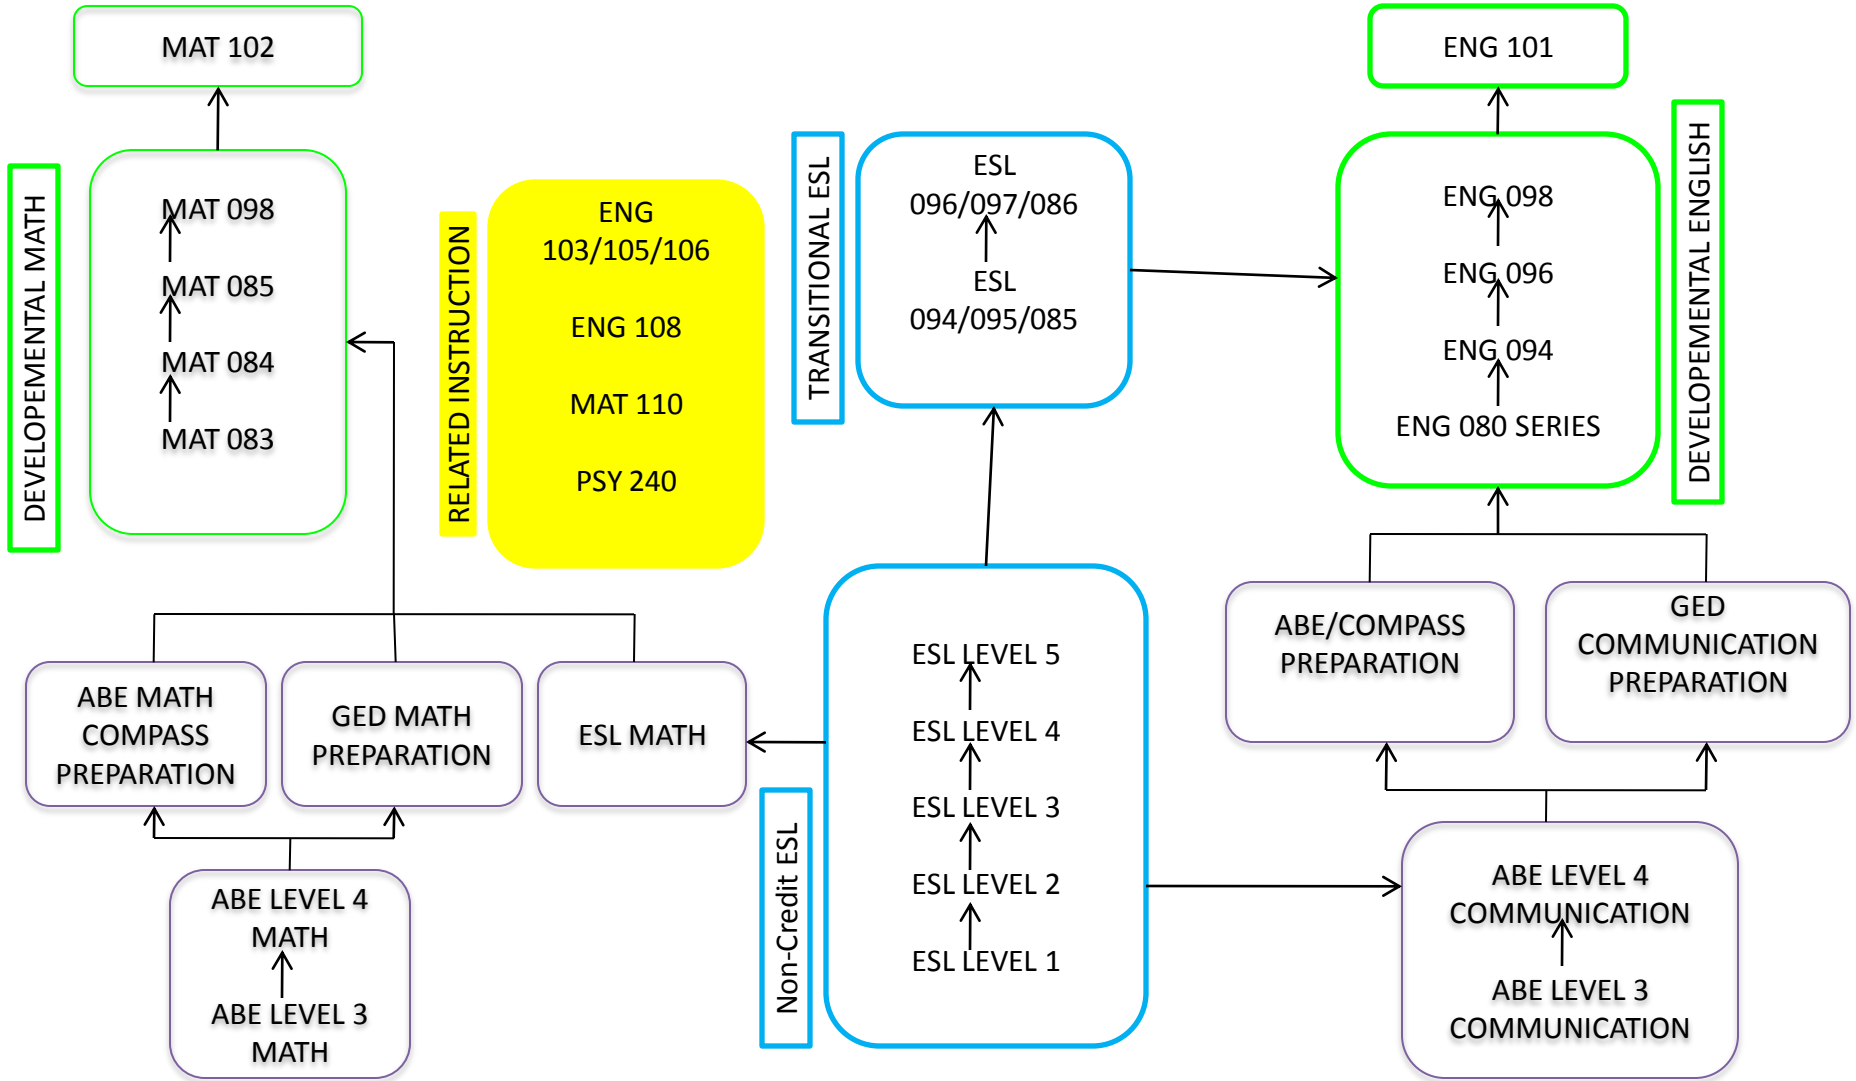 MAT 102
ENG 101
DEVELOPEMENTAL MATH
MAT 098
MAT 085
MAT 084
MAT 083
RELATED INSTRUCTION
ENG
103/105/106
ENG 108
MAT 110
PSY 240
TRANSITIONAL ESL
ESL
096/097/086
ESL
094/095/085
ENG 098
ENG 096
ENG 094
ENG 080 SERIES
DEVELOPEMENTAL ENGLISH
ABE MATH
COMPASS
PREPARATION
GED MATH
PREPARATION
ESL MATH
ABE LEVEL 4
MATH
ABE LEVEL 3
MATH
Non-Credit ESL
ESL LEVEL 5
ESL LEVEL 4
ESL LEVEL 3
ESL LEVEL 2
ESL LEVEL 1
ABE/COMPASS
PREPARATION
GED
COMMUNICATION
PREPARATION
ABE LEVEL 4
COMMUNICATION
ABE LEVEL 3
COMMUNICATION